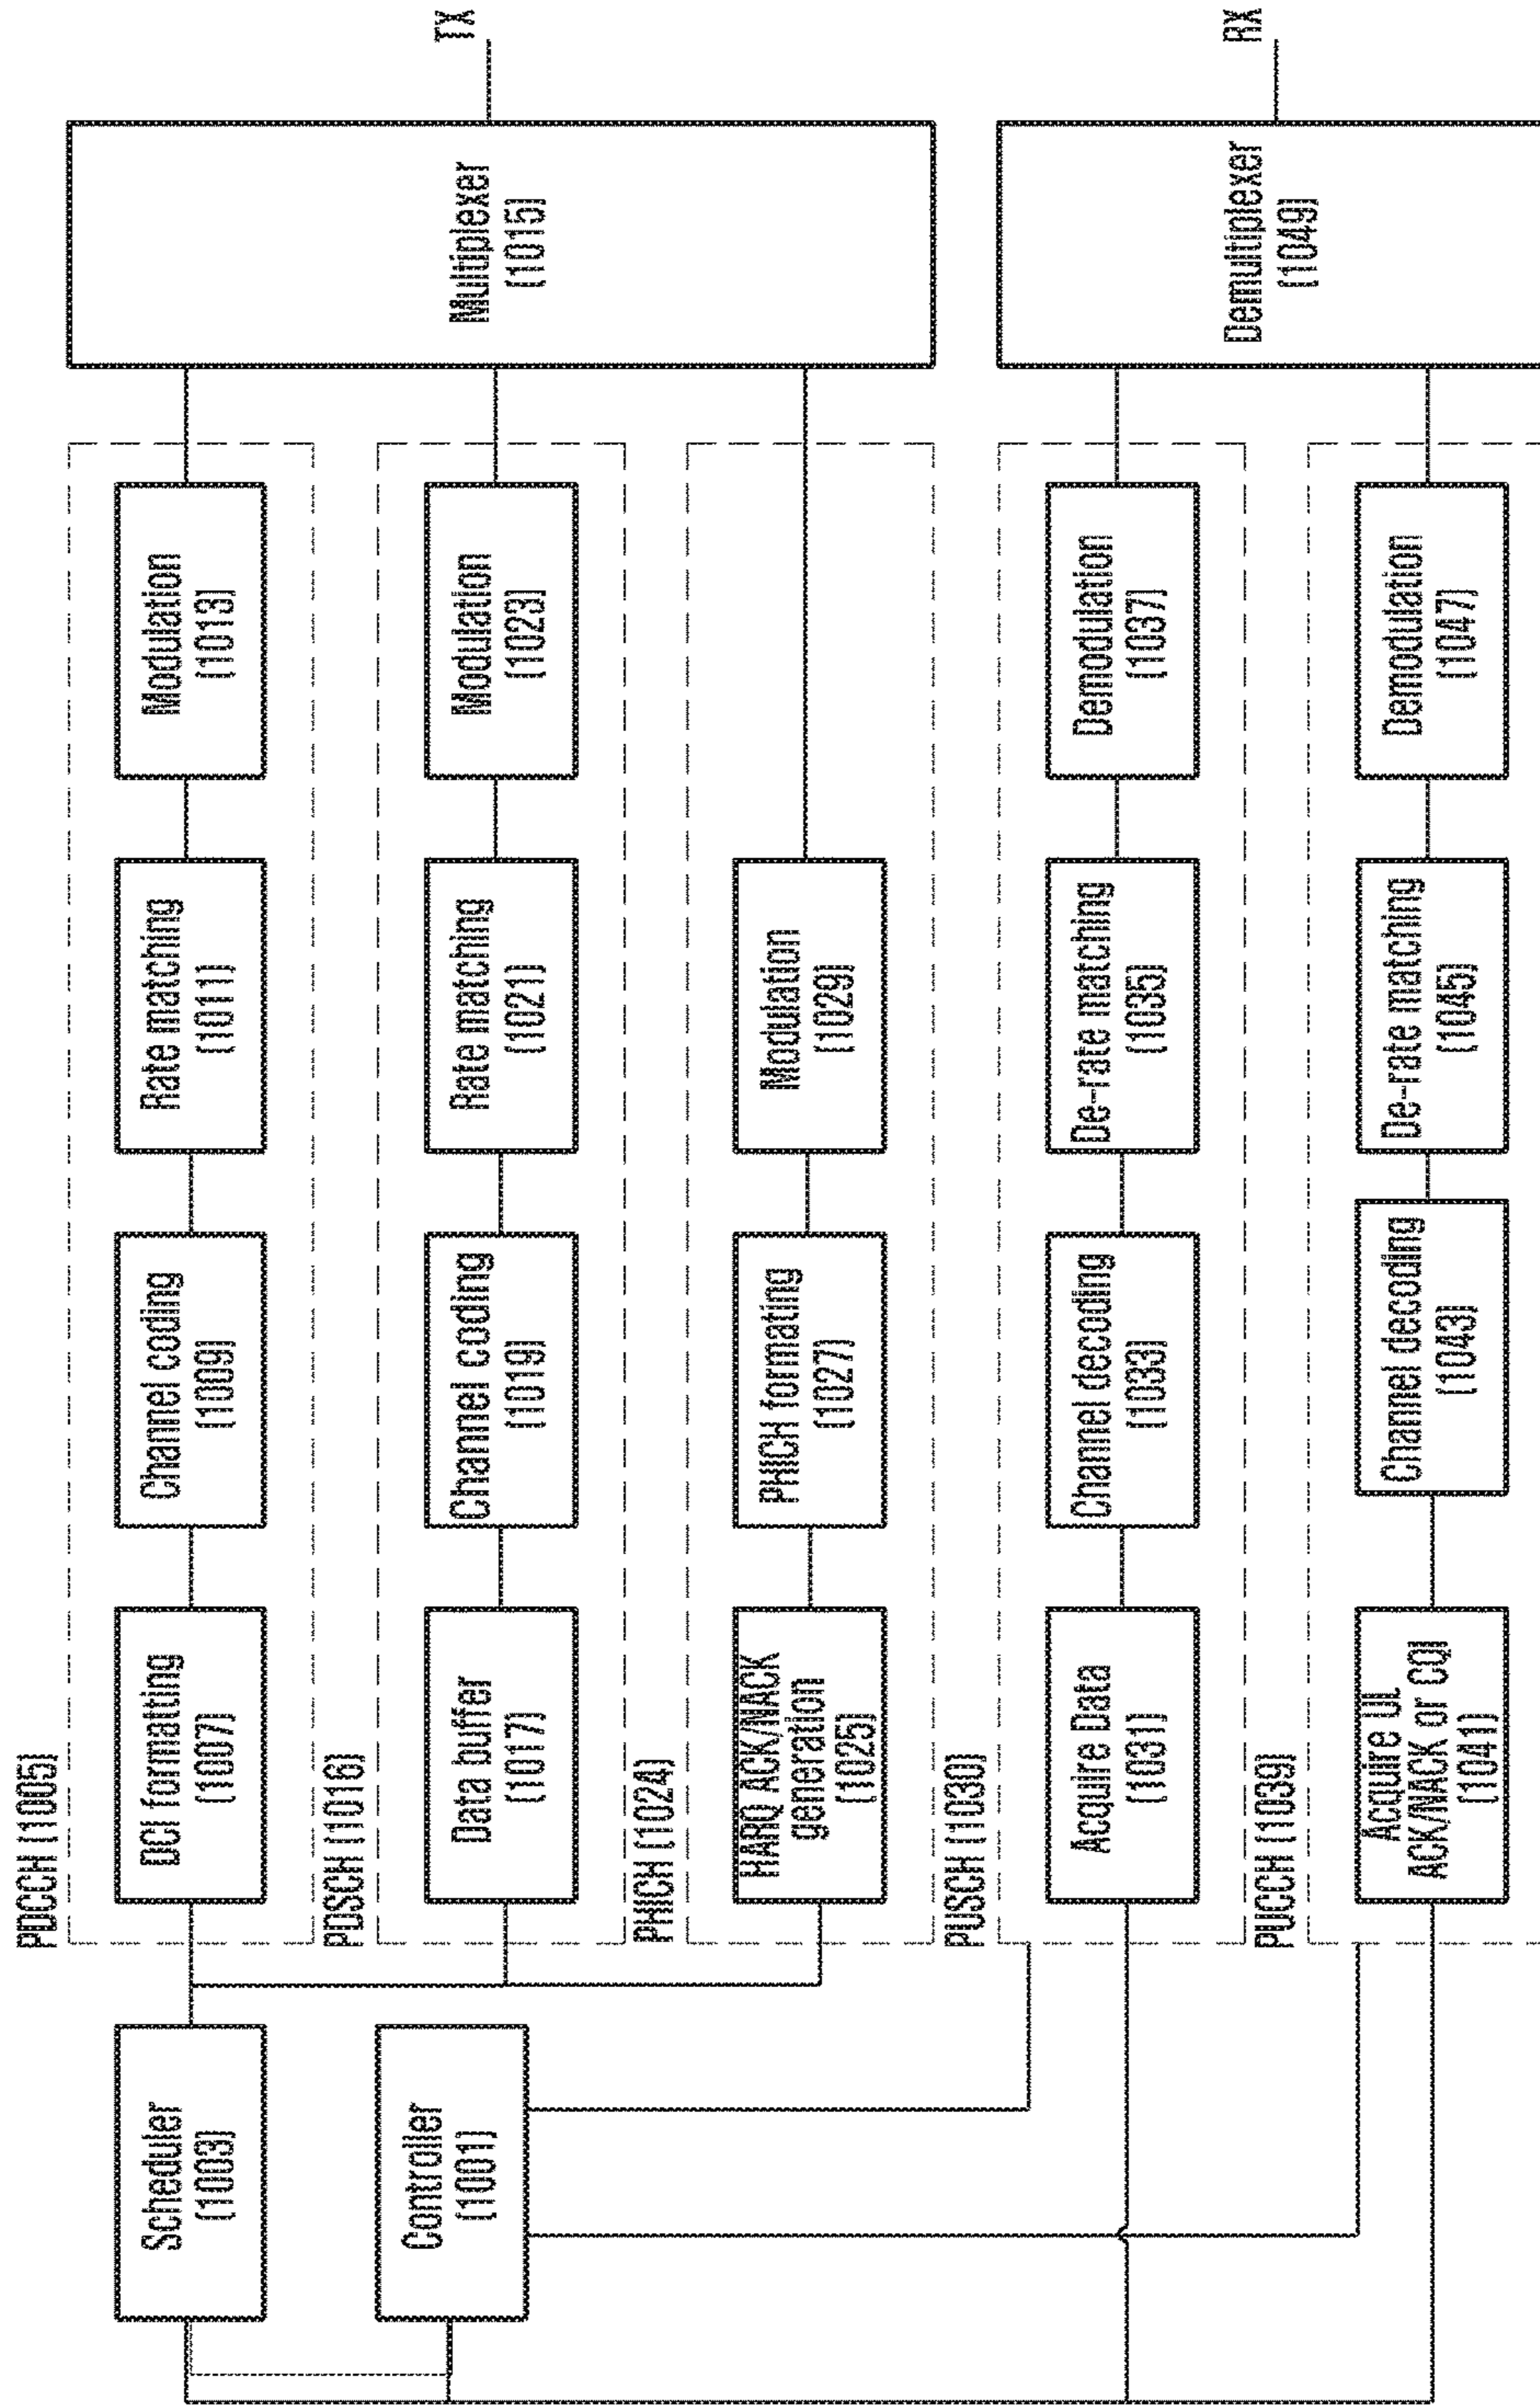 PDCCH (1005)
Scheduler
(1003)
DCI formatting
(1007)
Channel coding
(1009)
Rate matching
(1011)
Modulation
(1013)
Multiplexer
(1015)
TX
PDSCH (1016)
Controller
(1001)
Data buffer
(1017)
Channel coding
(1019)
Rate matching
(1021)
Modulation
(1023)
PHICH (1024)
HARQ ACK/NACK
generation
(1025)
PHICH formating
(1027)
Modulation
(1029)
PUSCH (1030)
Acquire Data
(1031)
Channel decoding
(1033)
De-rate matching
(1035)
Demodulation
(1037)
Demultiplexer
(1049)
RX
PUCCH (1039)
Acquire UL
ACK/NACK or CQI
(1041)
Channel decoding
(1043)
De-rate matching
(1045)
Demodulation
(1047)